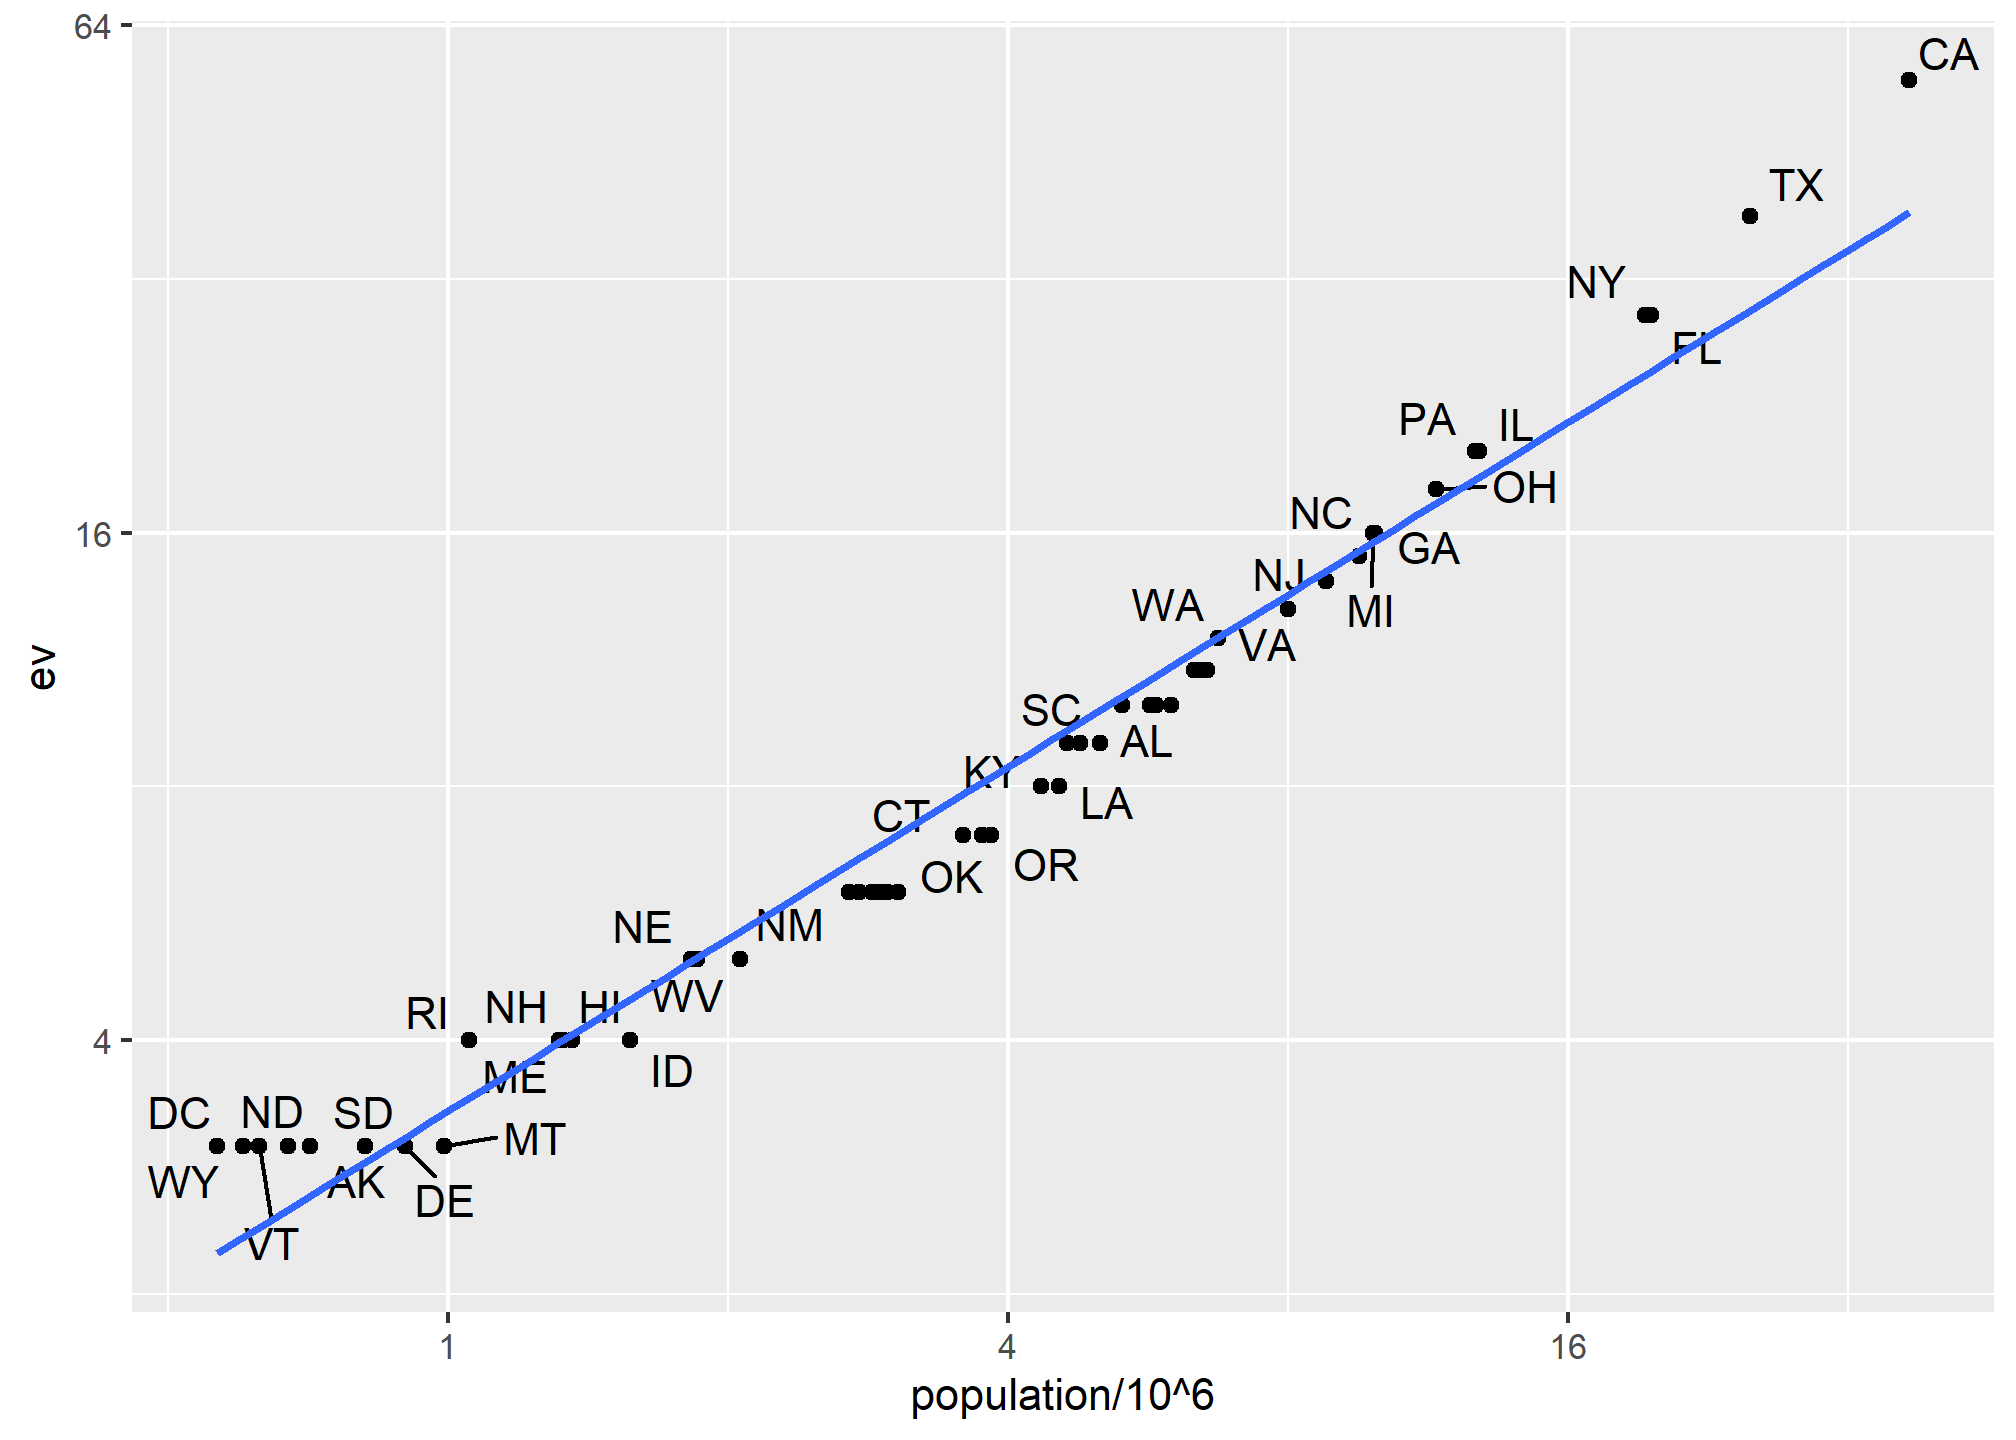 64
CA
TX
NY
FL
PA
IL
OH
16
NC
GA
NJ
MI
WA
VA
ev
SC
AL
KY
LA
CT
OR
OK
NE
NM
WV
RI
NH
HI
4
ME
ID
DC
ND
SD
MT
WY
AK
DE
VT
1
4
16
population/10^6